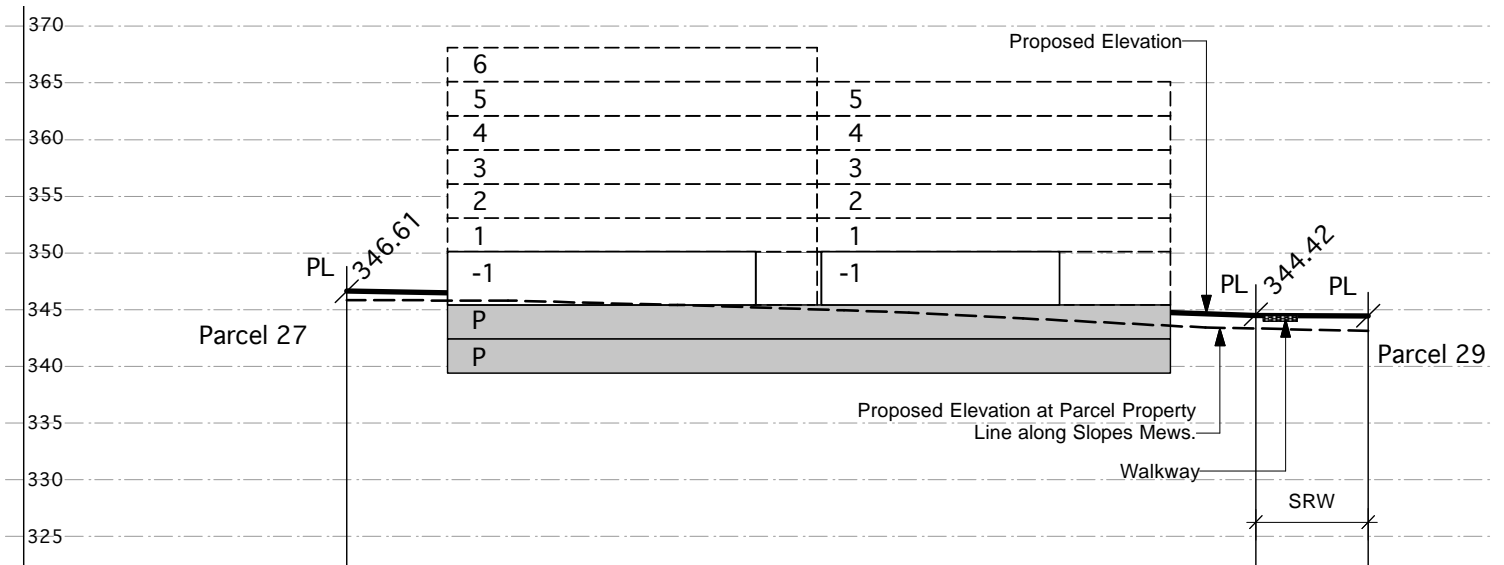 370
Proposed Elevation
6
365
5 5
360
4 4
3 3
355
2 2
346.61
1 1
350
PL
-1 -1
344.42
PL PL
345
P
Parcel 27
P
Parcel 29
340
Proposed Elevation at Parcel Property
Line along Slopes Mews.
335
Walkway
330
SRW
325